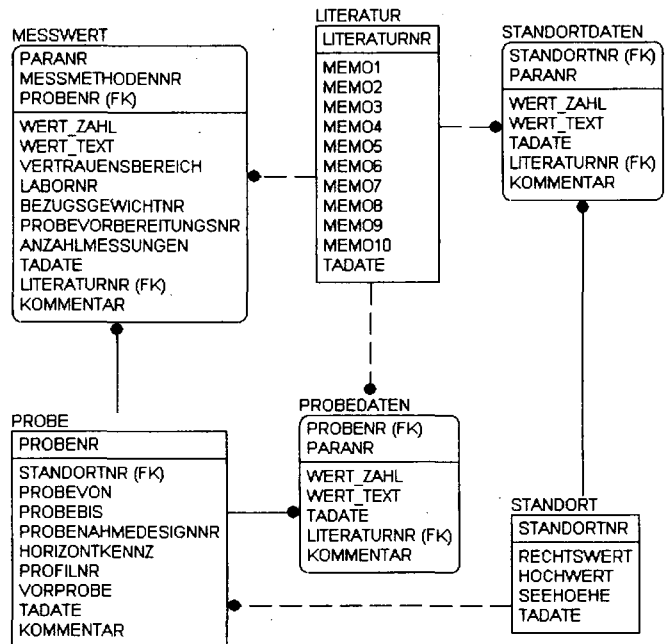 MESSWERT
PARANR
MESSMETHODENNR
PROBENR (FK)
WERT_ZAHL
WERT_TEXT
VERTRAUENSBEREICH
LABORNR
BEZUGSGEWICHTNR
PROBEVORBEREITUNGSNR
ANZAHLMESSUNGEN
TADATE
LITERATURNR (FK)
KOMMENTAR
LITERATUR
LITERATURNR
MEMO1
MEMO2
MEMO3
MEMO4
MEMO5
MEMO6
MEMO7
MEMO8
MEMO9
MEMO10
TADATE
STANDORTDATEN
STANDORTNR (FK)
PARANR
WERT_ZAHL
WERT_TEXT
TADATE
LITERATURNR (FK)
KOMMENTAR
PROBE
PROBENR
STANDORTNR (FK)
PROBEVON
PROBEBIS
PROBENAHMEDESIGNNR
HORIZONTKENNZ
PROFILNR
VORPROBE
TADATE
KOMMENTAR
PROBEDATEN
PROBENR (FK)
PARANR
WERT_ZAHL
WERT_TEXT
TADATE
LITERATURNR (FK)
KOMMENTAR
STANDORT
STANDORTNR
RECHTSWERT
HOCHWERT
SEEHOEHE
TADATE